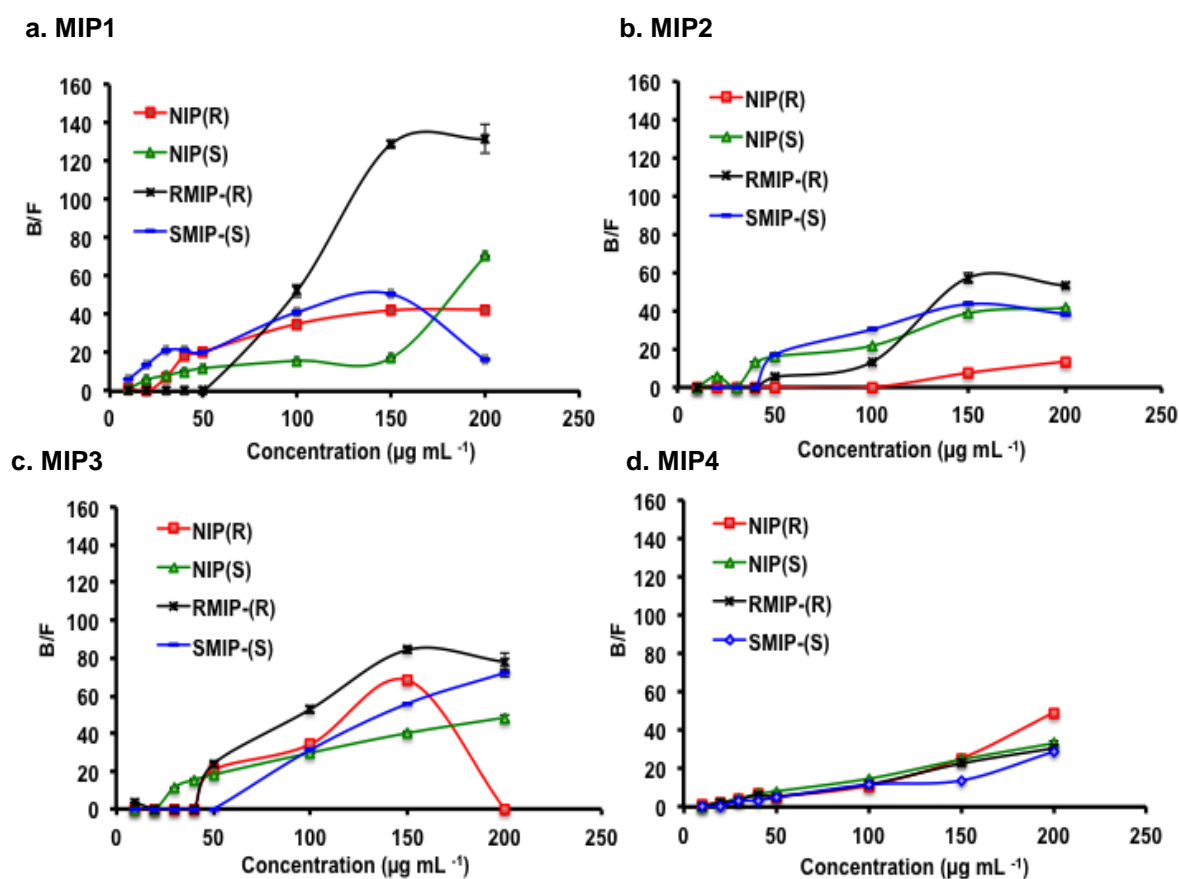 a. MIP1
160
140
120
100
80
60
40
20
0
B/F
NIP(R)
NIP(S)
RMIP-(R)
SMIP-(S)
0 50 100 150 200 250
Concentration (µg mL ⁻¹)
b. MIP2
160
140
120
100
80
60
40
20
0
B/F
NIP(R)
NIP(S)
RMIP-(R)
SMIP-(S)
0 50 100 150 200 250
Concentration (µg mL ⁻¹)
c. MIP3
160
140
120
100
80
60
40
20
0
B/F
NIP(R)
NIP(S)
RMIP-(R)
SMIP-(S)
0 50 100 150 200 250
Concentration (µg mL ⁻¹)
d. MIP4
160
140
120
100
80
60
40
20
0
B/F
NIP(R)
NIP(S)
RMIP-(R)
SMIP-(S)
0 50 100 150 200 250
Concentration (µg mL ⁻¹)